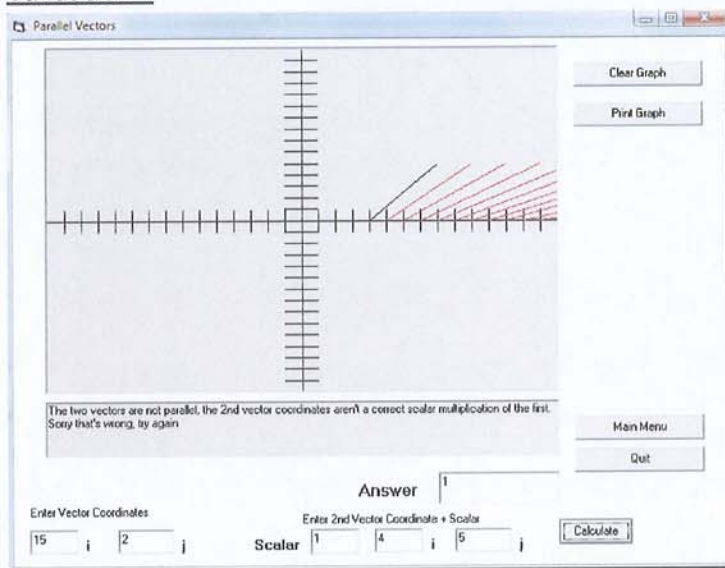 Parallel Vectors
Clear Graph
Print Graph
The two vectors are not parallel, the 2nd vector coordinates aren't a correct scalar multiplication of the first.
Sorry that's wrong, try again
Main Menu
Quit
Answer 1
Enter Vector Coordinates
Enter 2nd Vector Coordinate + Scalar
15 i 2 j Scalar 1 4 i 5 j Calculate